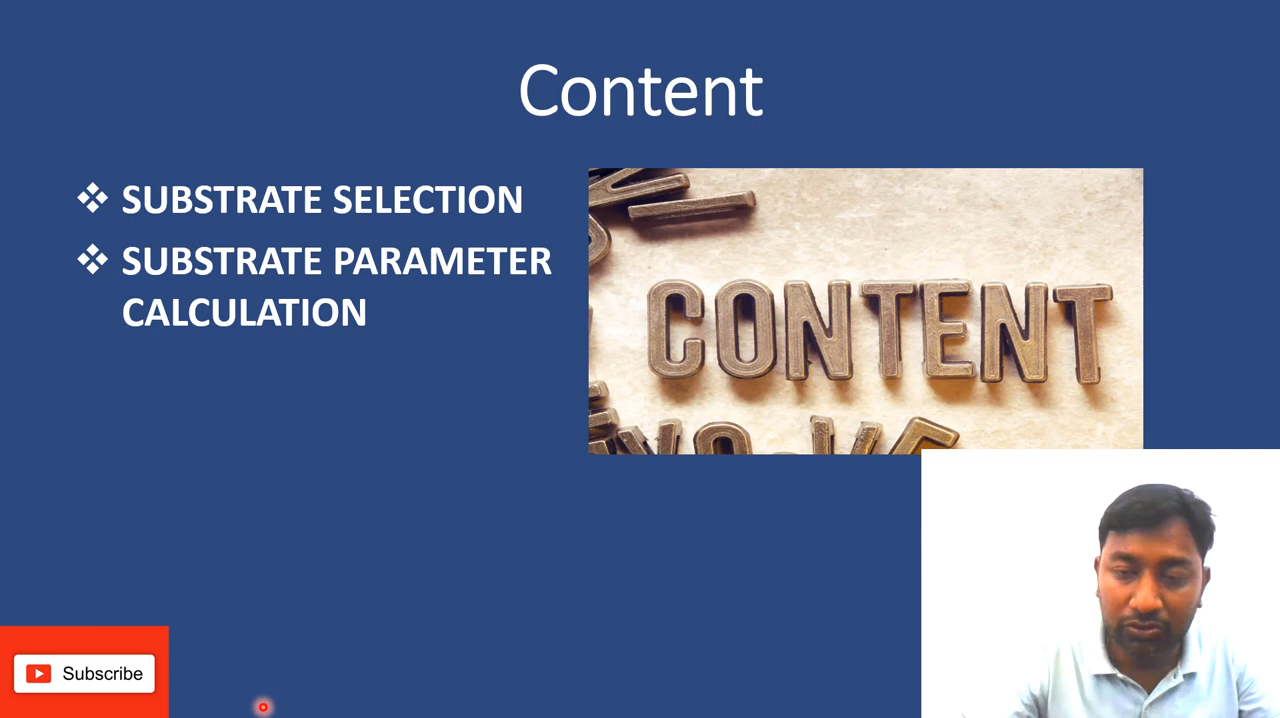 Content
❖ SUBSTRATE SELECTION
❖ SUBSTRATE PARAMETER
CALCULATION
CONTENT
Subscribe